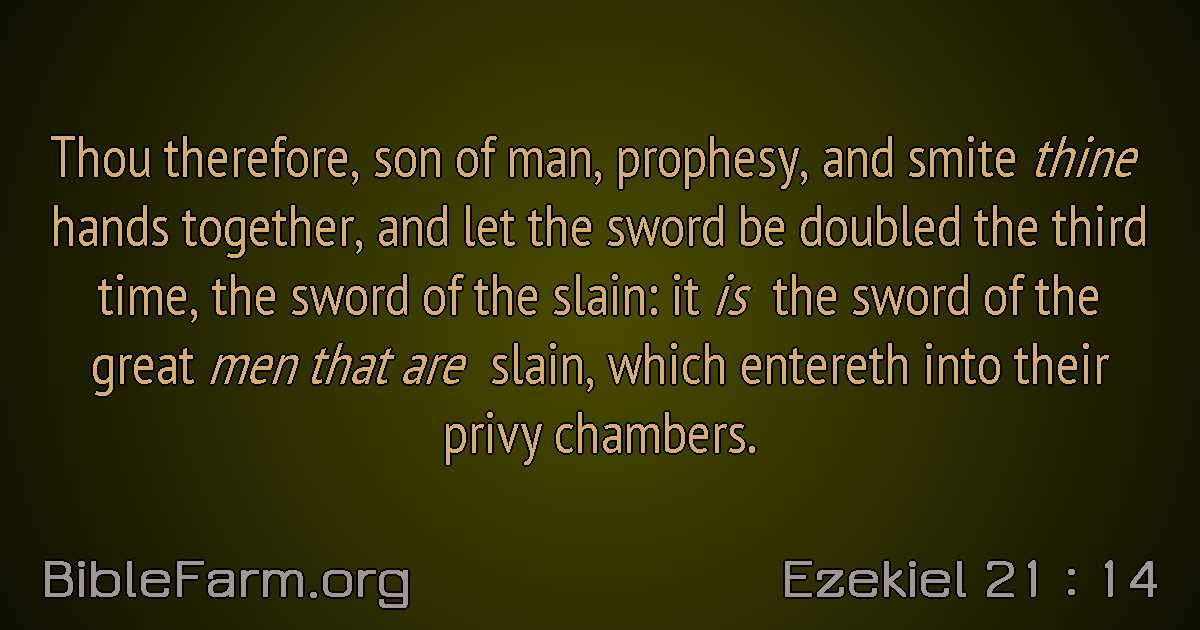 Thou therefore, son of man, prophesy, and smite thine
hands together, and let the sword be doubled the third
time, the sword of the slain: it is the sword of the
great men that are slain, which entereth into their
privy chambers.
BibleFarm.org
Ezekiel 21 : 14